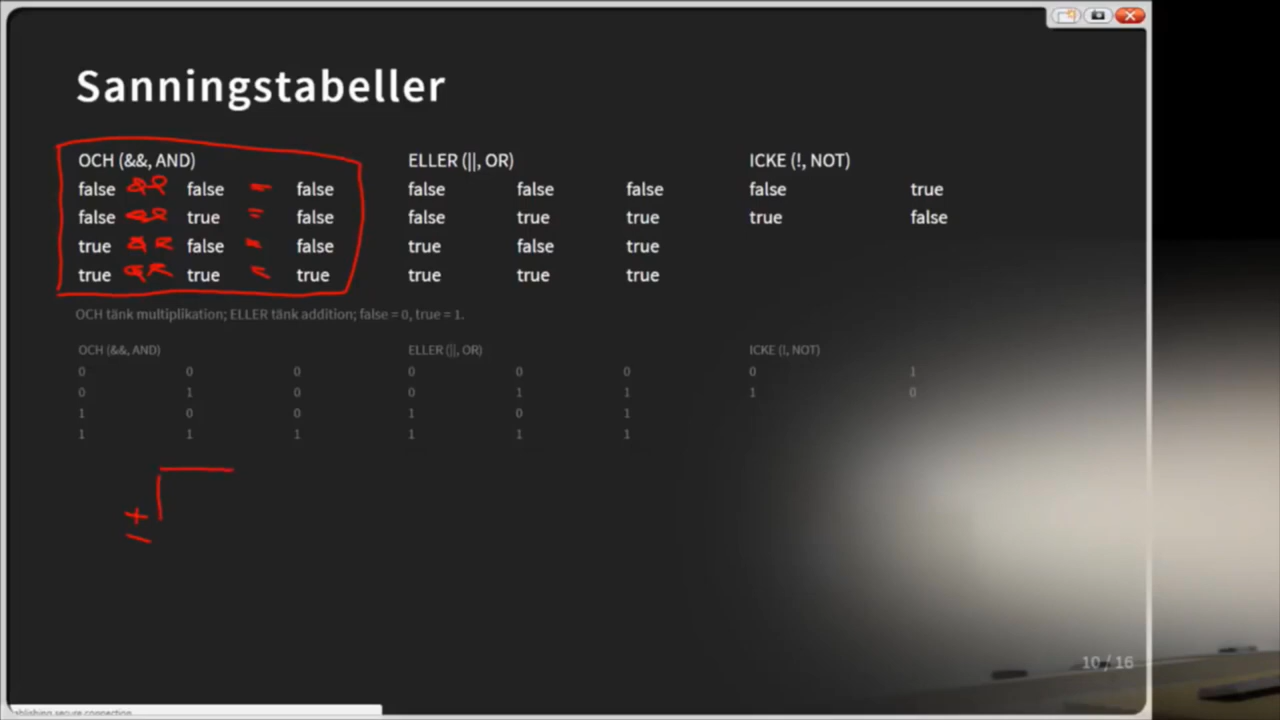 Sanningstabeller
OCH (&&, AND)
false && false = false
false && true = false
true && false = false
true && true = true
ELLER (||, OR)
false false false
false true true
true false true
true true true
ICKE (!, NOT)
false true
true false
OCH tänk multiplikation; ELLER tänk addition; false = 0, true = 1.
OCH (&&, AND)
0 0 0
0 1 0
1 0 0
1 1 1
ELLER (||, OR)
0 0 0
0 1 1
1 0 1
1 1 1
ICKE (!, NOT)
0 1
1 0
+
10 / 16
secure connection